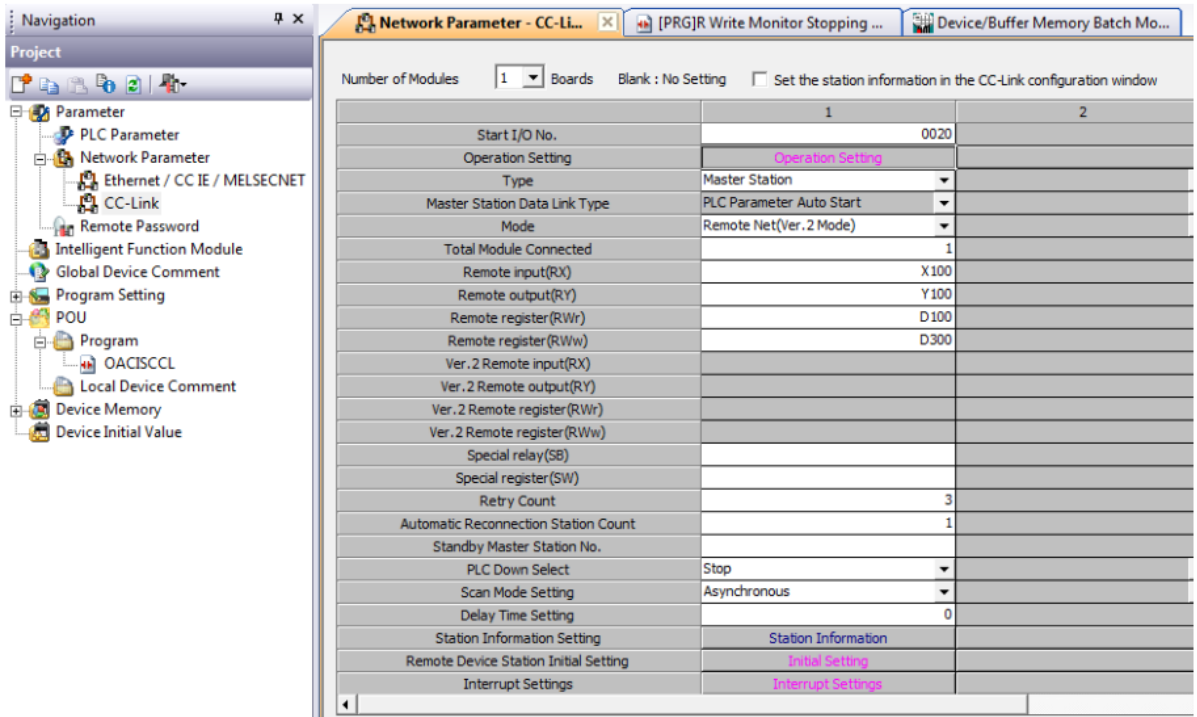 Navigation
Project
Parameter
PLC Parameter
Network Parameter
Ethernet / CC IE / MELSECNET
CC-Link
Remote Password
Intelligent Function Module
Global Device Comment
Program Setting
POU
Program
OACISCCL
Local Device Comment
Device Memory
Device Initial Value
Network Parameter - CC-Li... [PRG]R Write Monitor Stopping ... Device/Buffer Memory Batch Mo...
Number of Modules 1 Boards Blank : No Setting Set the station information in the CC-Link configuration window
1 2
Start I/O No. 0020
Operation Setting Operation Setting
Type Master Station
Master Station Data Link Type PLC Parameter Auto Start
Mode Remote Net(Ver.2 Mode)
Total Module Connected 1
Remote input(RX) X100
Remote output(RY) Y100
Remote register(RWr) D100
Remote register(RWw) D300
Ver.2 Remote input(RX)
Ver.2 Remote output(RY)
Ver.2 Remote register(RWr)
Ver.2 Remote register(RWw)
Special relay(SB)
Special register(SW)
Retry Count 3
Automatic Reconnection Station Count 1
Standby Master Station No.
PLC Down Select Stop
Scan Mode Setting Asynchronous
Delay Time Setting 0
Station Information Setting Station Information
Remote Device Station Initial Setting Initial Setting
Interrupt Settings Interrupt Settings